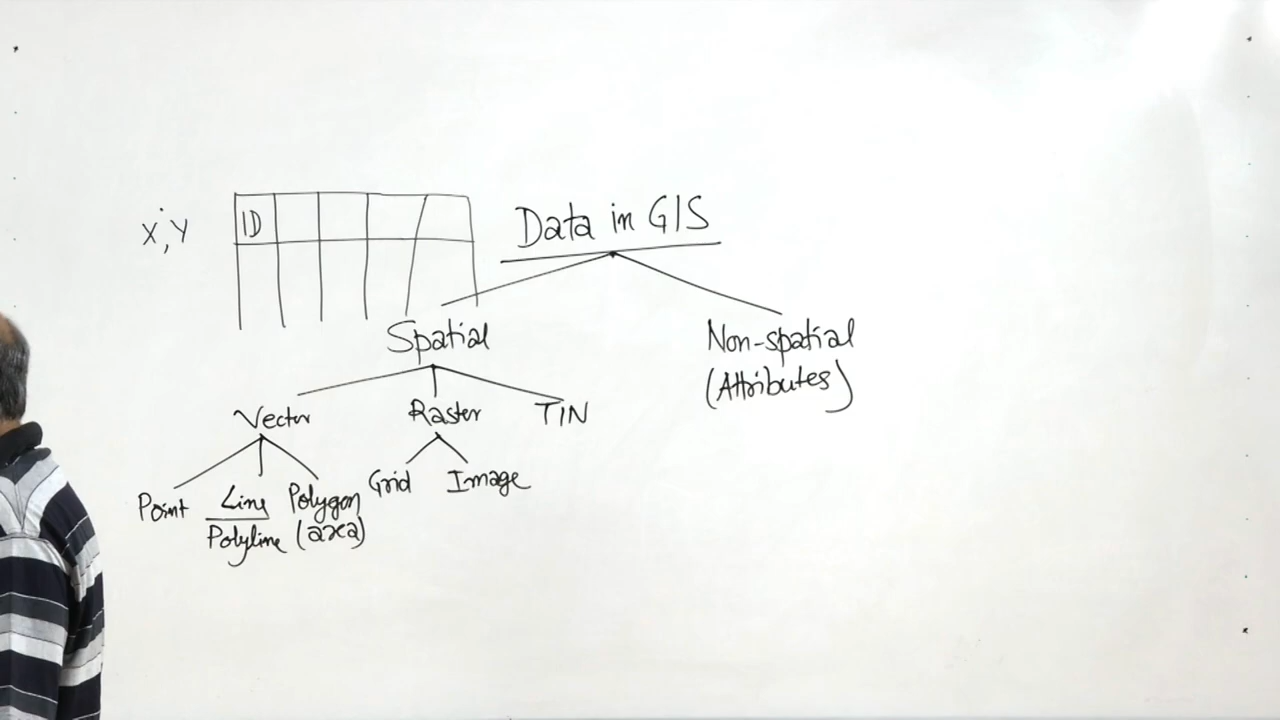 X, Y
ID
Data in GIS
Spatial
Non-spatial
(Attributes)
Vector
Raster
TIN
Point
Line
Polyline
Polygon
(area)
Grid
Image